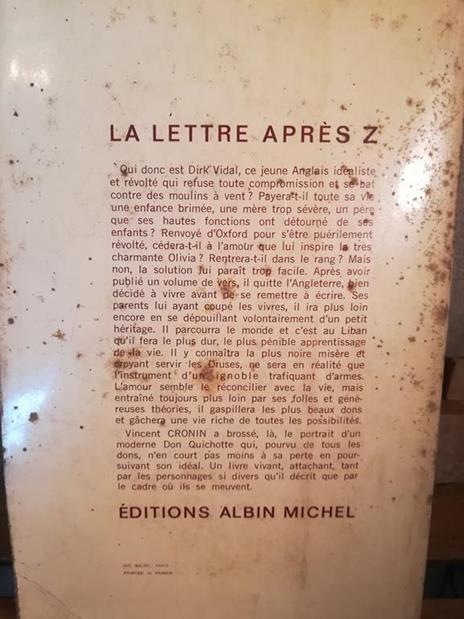 LA LETTRE APRÈS Z
Qui donc est Dirk Vidal, ce jeune Anglais idéaliste
et révolté qui refuse toute compromission et se bat
contre des moulins à vent ? Payera-t-il toute sa vie
une enfance brimée, une mère trop sévère, un père
que ses hautes fonctions ont détourné de ses
enfants ? Renvoyé d'Oxford pour s'être puérilement
révolté, cédera-t-il à l'amour que lui inspire la très
charmante Olivia ? Rentrera-t-il dans le rang ? Mais
non, la solution lui paraît trop facile. Après avoir
publié un volume de vers, il quitte l'Angleterre, bien
décidé à vivre avant de se remettre à écrire. Ses
parents lui ayant coupé les vivres, il ira plus loin
encore en se dépouillant volontairement d'un petit
héritage. Il parcourra le monde et c'est au Liban
qu'il fera le plus dur, le plus pénible apprentissage
de la vie. Il y connaîtra la plus noire misère et
croyant servir les Druses, ne sera en réalité que
l'instrument d'un ignoble trafiquant d'armes.
L'amour semble le réconcilier avec la vie, mais
entraîné toujours plus loin par ses folles et géné-
reuses théories, il gaspillera les plus beaux dons
et gâchera une vie riche de toutes les possibilités.
Vincent CRONIN a brossé, là, le portrait d'un
moderne Don Quichotte qui, pourvu de tous les
dons, n'en court pas moins à sa perte en pour-
suivant son idéal. Un livre vivant, attachant, tant
par les personnages si divers qu'il décrit que par
le cadre où ils se meuvent.
ÉDITIONS ALBIN MICHEL
PRINTED IN FRANCE